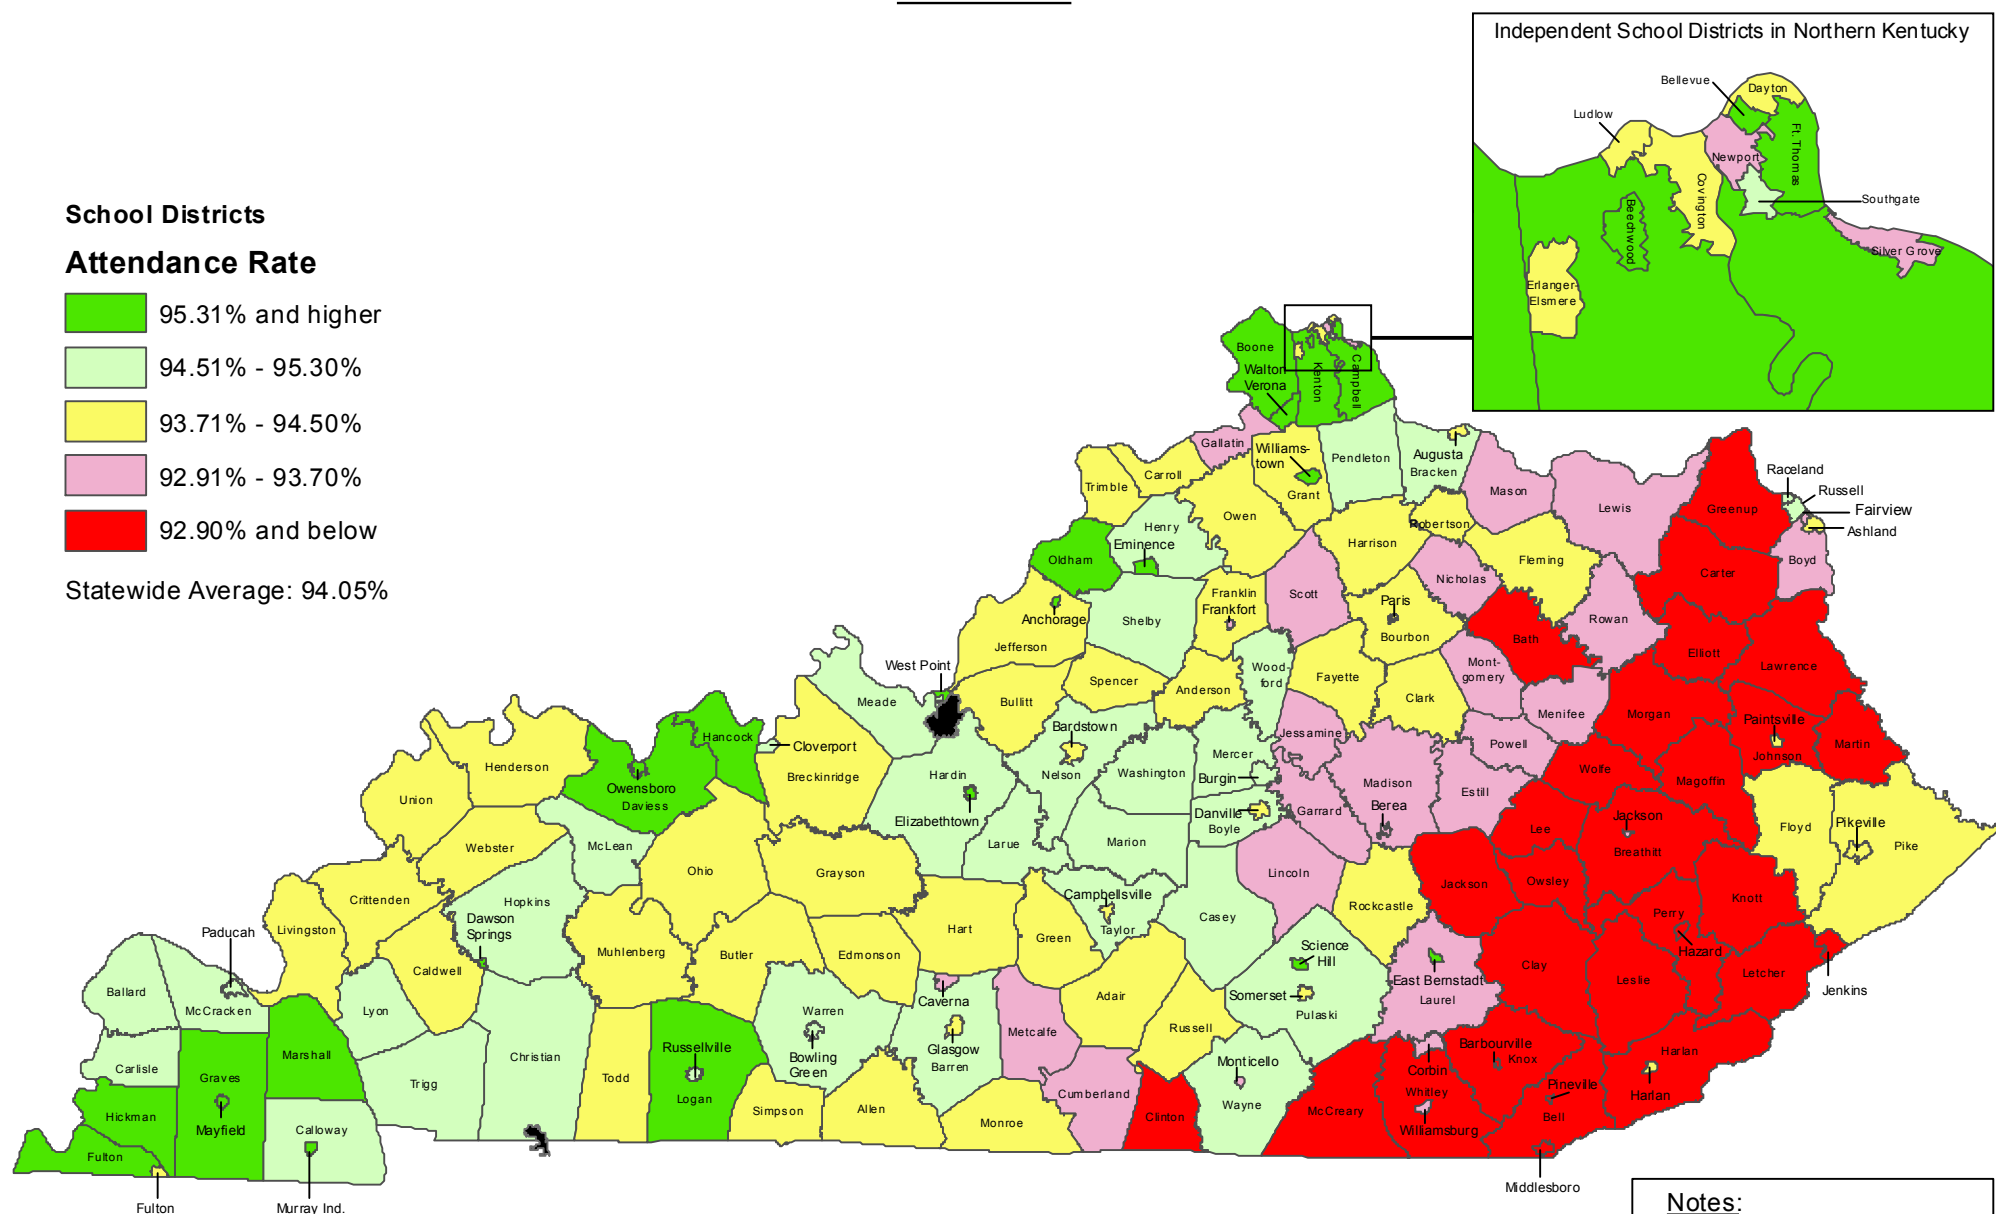 Independent School Districts in Northern Kentucky
Bellevue
Dayton
Ludlow
Ft. Thomas
Newport
Covington
Southgate
Beechwood
Silver Grove
Erlanger-
Elsmere
School Districts
Attendance Rate
95.31% and higher
94.51% - 95.30%
93.71% - 94.50%
92.91% - 93.70%
92.90% and below
Statewide Average: 94.05%
Boone
Walton
Verona
Kenton
Campbell
Gallatin
Williams-
town
Grant
Pendleton
Augusta
Bracken
Mason
Lewis
Greenup
Raceland
Russell
Fairview
Ashland
Boyd
Trimble
Carroll
Owen
Henry
Eminence
Oldham
Harrison
Robertson
Fleming
Carter
Nicholas
Rowan
Scott
Franklin
Frankfort
Paris
Bourbon
Shelby
Anchorage
Jefferson
Bath
Elliott
Lawrence
West Point
Meade
Bullitt
Spencer
Anderson
Wood-
ford
Fayette
Clark
Mont-
gomery
Menifee
Morgan
Paintsville
Johnson
Martin
Hancock
Cloverport
Breckinridge
Bardstown
Nelson
Washington
Mercer
Burgin
Jessamine
Madison
Berea
Powell
Estill
Wolfe
Magoffin
Henderson
Union
Owensboro
Daviess
Hardin
Elizabethtown
Larue
Marion
Danville
Boyle
Garrard
Lee
Jackson
Breathitt
Floyd
Pikeville
Pike
Webster
McLean
Ohio
Grayson
Lincoln
Rockcastle
Jackson
Owsley
Knott
Crittenden
Hopkins
Dawson
Springs
Livingston
Paducah
Caldwell
Muhlenberg
Butler
Edmonson
Hart
Green
Campbellsville
Taylor
Casey
Science
Hill
Somerset
Pulaski
East Bernstadt
Laurel
Clay
Perry
Hazard
Leslie
Letcher
Jenkins
Ballard
McCracken
Lyon
Warren
Bowling
Green
Caverna
Glasgow
Barren
Metcalfe
Adair
Russell
Carlisle
Graves
Marshall
Trigg
Christian
Todd
Russellville
Logan
Simpson
Allen
Monroe
Cumberland
Clinton
Monticello
Wayne
McCreary
Corbin
Whitley
Williamsburg
Barbourville
Knox
Pineville
Bell
Harlan
Harlan
Middlesboro
Hickman
Mayfield
Calloway
Fulton
Fulton
Murray Ind.
Notes: